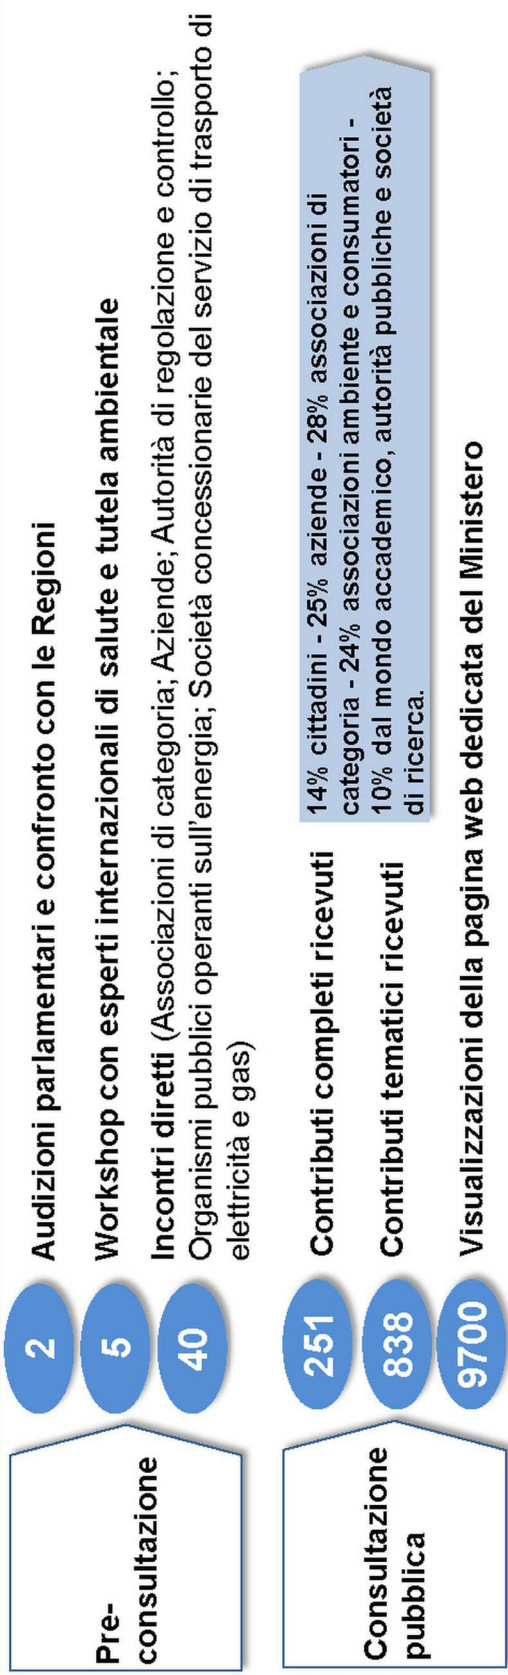 Pre-
consultazione
2
Audizioni parlamentari e confronto con le Regioni
5
Workshop con esperti internazionali di salute e tutela ambientale
40
Incontri diretti (Associazioni di categoria; Aziende; Autorità di regolazione e controllo;
Organismi pubblici operanti sull'energia; Società concessionarie del servizio di trasporto di
elettricità e gas)
Consultazione
pubblica
251
Contributi completi ricevuti
838
Contributi tematici ricevuti
14% cittadini - 25% aziende - 28% associazioni di
categoria - 24% associazioni ambiente e consumatori -
10% dal mondo accademico, autorità pubbliche e società
di ricerca.
9700
Visualizzazioni della pagina web dedicata del Ministero